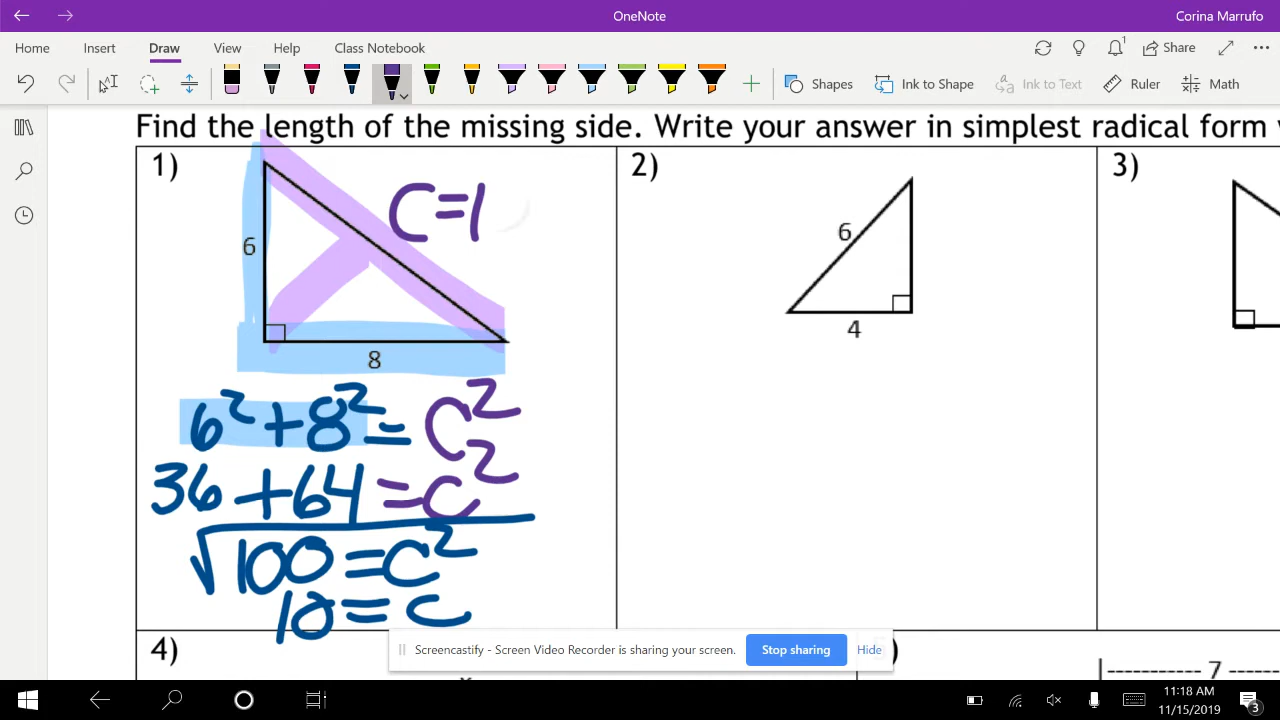 OneNote
Corina Marrufo
Home Insert Draw View Help Class Notebook
1 Share
Shapes Ink to Shape Ink to Text Ruler Math
Find the length of the missing side. Write your answer in simplest radical form
1)
C=1
6
8
6²+8²=C²
36+64=C²
√100=C²
10=C
2)
6
4
3)
4)
)
7
Screencastify - Screen Video Recorder is sharing your screen.
Stop sharing
Hide
11:18 AM
11/15/2019
3